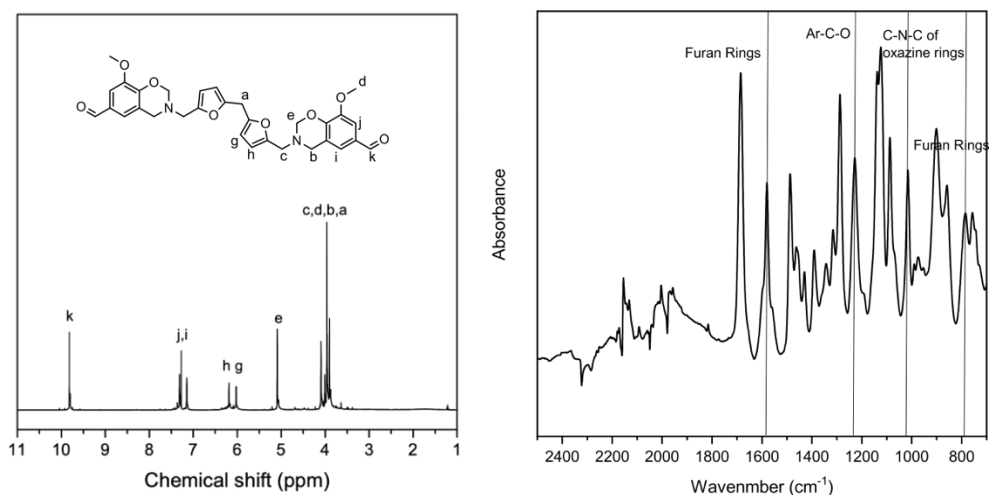 O
O
N
O
O
N
a
O
g
h
c
e
O
N
b
d
O
j
i
O
k
c,d,b,a
k
j,i
h g
e
11 10 9 8 7 6 5 4 3 2 1
Chemical shift (ppm)
Furan Rings
Ar-C-O
C-N-C of
oxazine rings
Furan Rings
Absorbance
2400 2200 2000 1800 1600 1400 1200 1000 800
Wavenmber (cm-1)